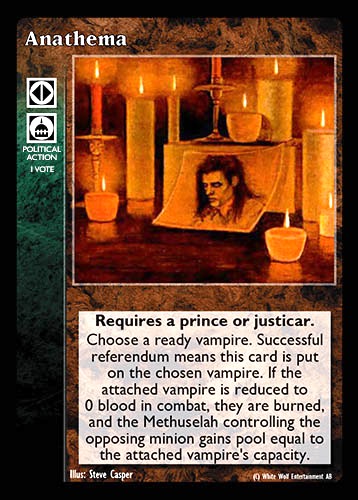 Anathema
POLITICAL
ACTION
1 VOTE
Requires a prince or justicar.
Choose a ready vampire. Successful
referendum means this card is put
on the chosen vampire. If the
attached vampire is reduced to
0 blood in combat, they are burned,
and the Methuselah controlling the
opposing minion gains pool equal to
the attached vampire's capacity.
Illus: Steve Casper
(C) White Wolf Entertainment AB